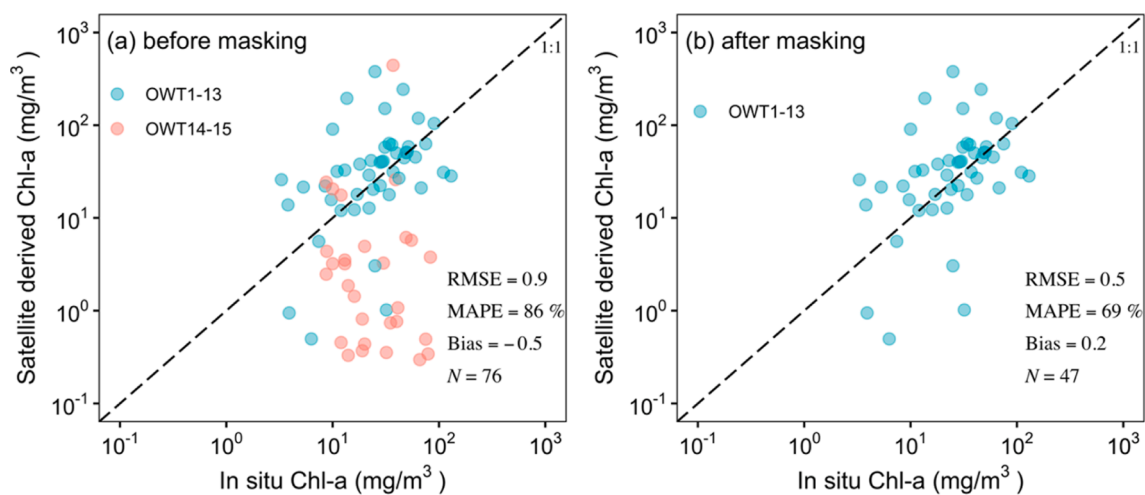 (a) before masking
1:1
OWT1-13
OWT14-15
RMSE = 0.9
MAPE = 86 %
Bias = −0.5
N = 76
Satellite derived Chl-a (mg/m³)
10³
10²
10¹
10⁰
10⁻¹
10⁻¹ 10⁰ 10¹ 10² 10³
In situ Chl-a (mg/m³)
(b) after masking
1:1
OWT1-13
RMSE = 0.5
MAPE = 69 %
Bias = 0.2
N = 47
Satellite derived Chl-a (mg/m³)
10³
10²
10¹
10⁰
10⁻¹
10⁻¹ 10⁰ 10¹ 10² 10³
In situ Chl-a (mg/m³)